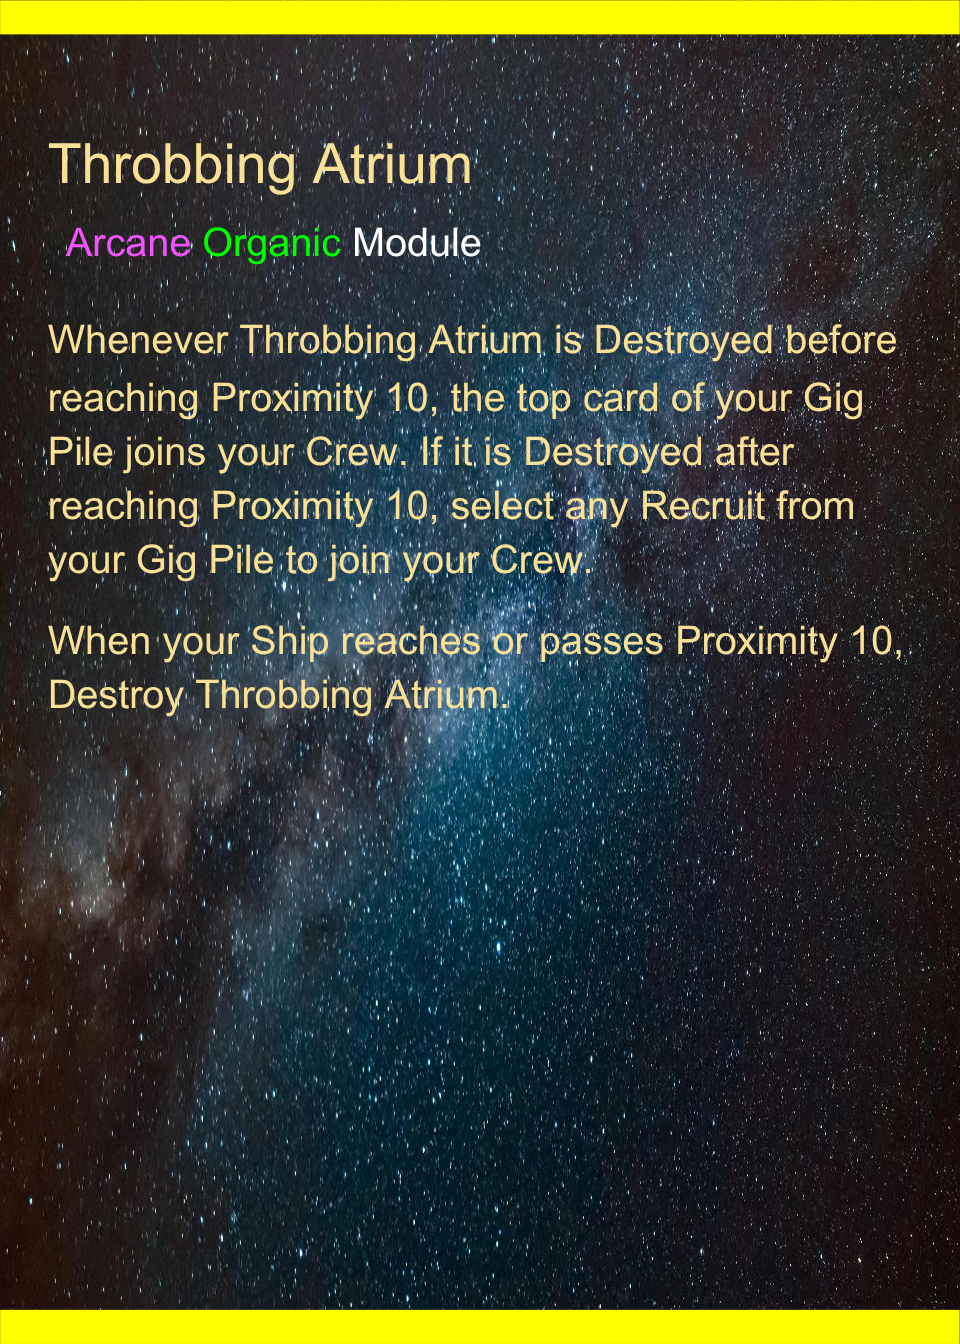 Throbbing Atrium
Arcane Organic Module
Whenever Throbbing Atrium is Destroyed before
reaching Proximity 10, the top card of your Gig
Pile joins your Crew. If it is Destroyed after
reaching Proximity 10, select any Recruit from
your Gig Pile to join your Crew.
When your Ship reaches or passes Proximity 10,
Destroy Throbbing Atrium.